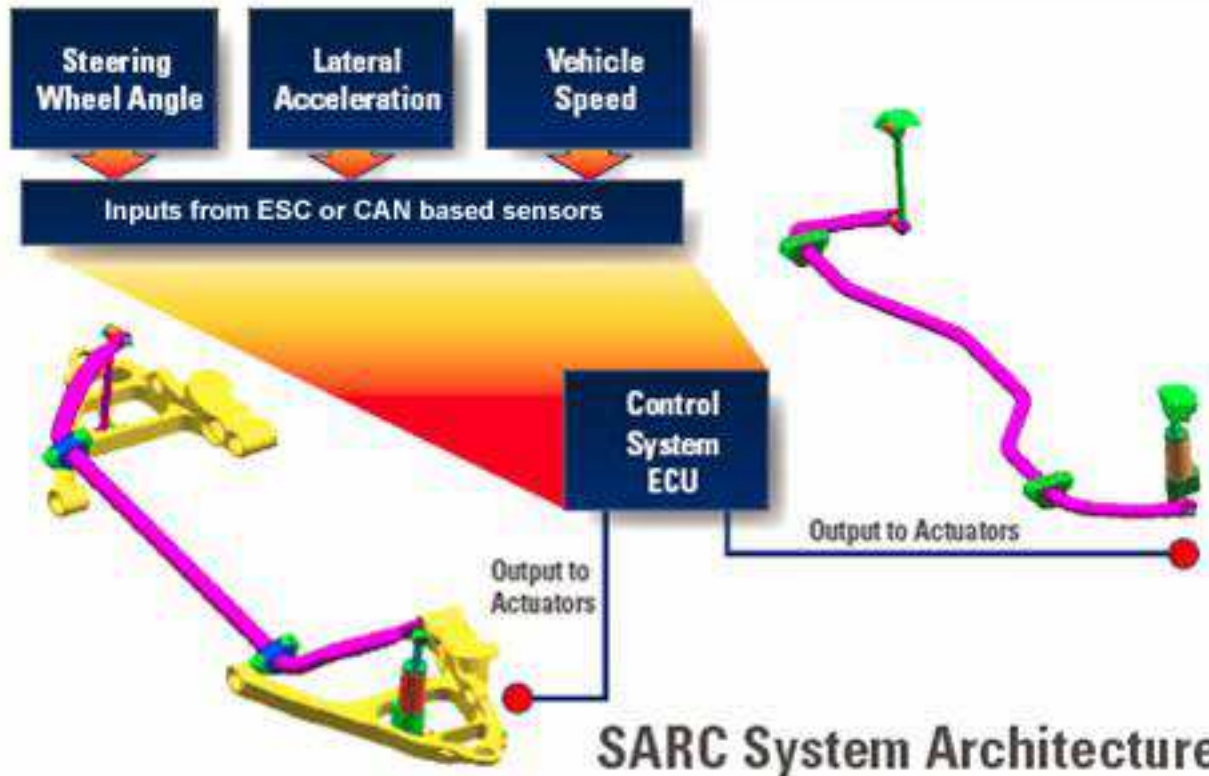 Steering
Wheel Angle
Lateral
Acceleration
Vehicle
Speed
Inputs from ESC or CAN based sensors
Control
System
ECU
Output to Actuators
Output to
Actuators
SARC System Architecture